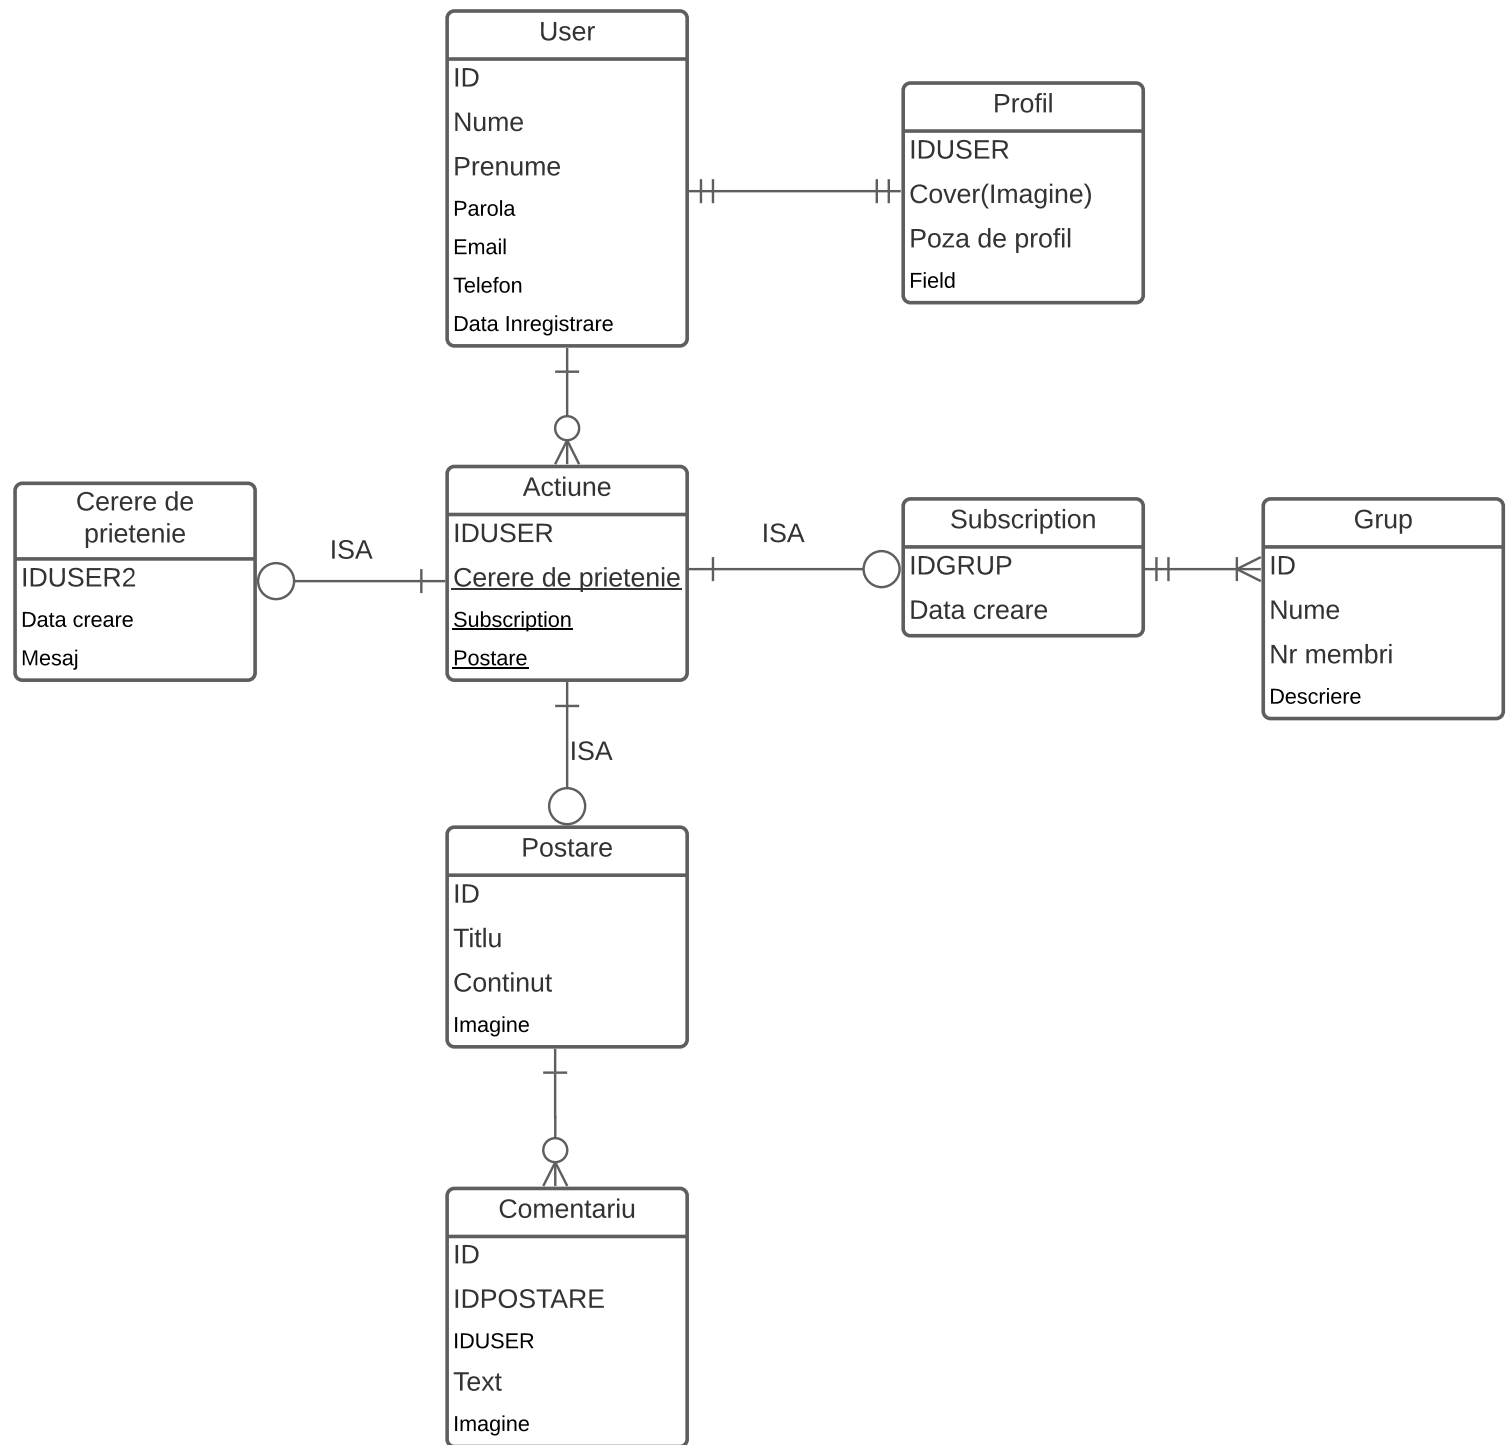 User
ID
Nume
Prenume
Parola
Email
Telefon
Data Inregistrare
Profil
IDUSER
Cover(Imagine)
Poza de profil
Field
Cerere de
prietenie
IDUSER2
Data creare
Mesaj
ISA
Actiune
IDUSER
Cerere de prietenie
Subscription
Postare
ISA
Subscription
IDGRUP
Data creare
Grup
ID
Nume
Nr membri
Descriere
ISA
Postare
ID
Titlu
Continut
Imagine
Comentariu
ID
IDPOSTARE
IDUSER
Text
Imagine